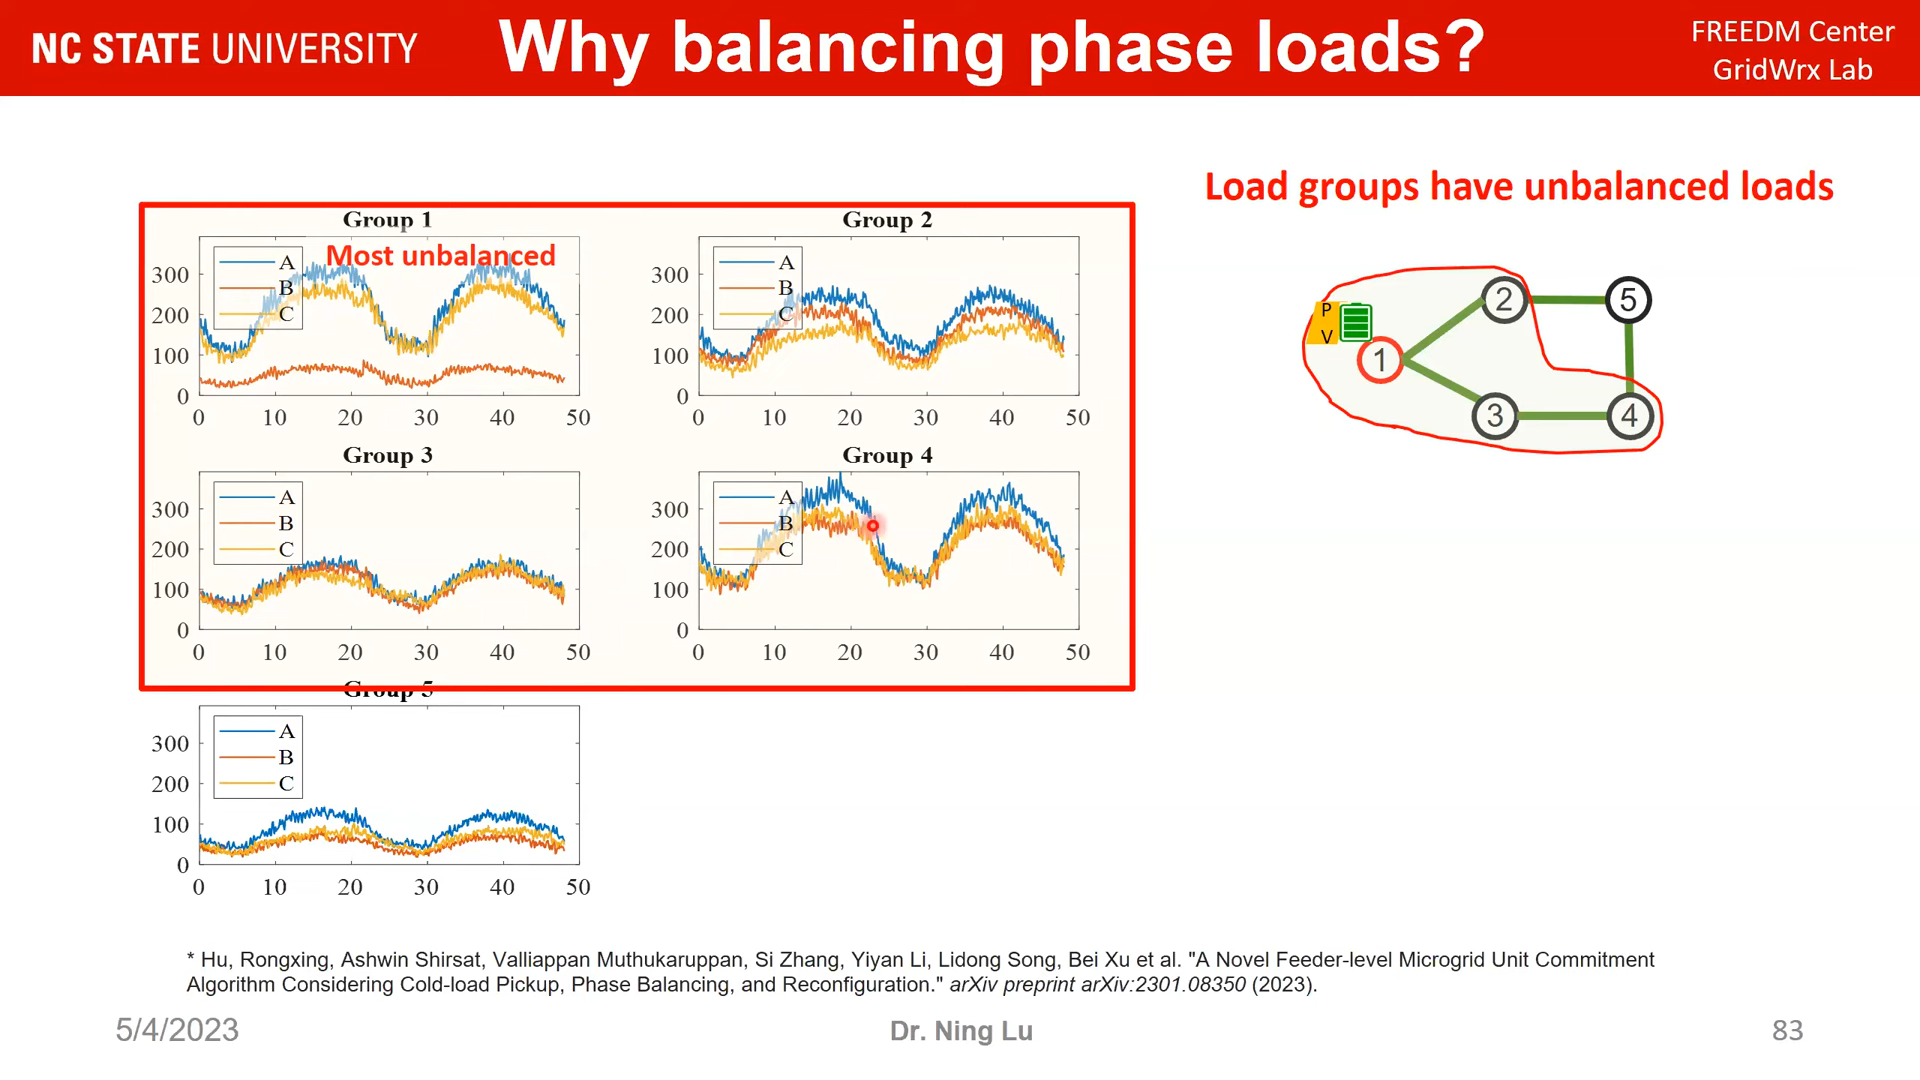 NC STATE UNIVERSITY
Why balancing phase loads?
FREEDM Center
GridWrx Lab
Load groups have unbalanced loads
Group 1
Most unbalanced
A
B
C
300
200
100
0
0 10 20 30 40 50
Group 2
A
B
C
300
200
100
0
0 10 20 30 40 50
Group 3
A
B
C
300
200
100
0
0 10 20 30 40 50
Group 4
A
B
C
300
200
100
0
0 10 20 30 40 50
Group 5
A
B
C
300
200
100
0
0 10 20 30 40 50
P
V
1
2
3
4
5
* Hu, Rongxing, Ashwin Shirsat, Valliappan Muthukaruppan, Si Zhang, Yiyan Li, Lidong Song, Bei Xu et al. "A Novel Feeder-level Microgrid Unit Commitment
Algorithm Considering Cold-load Pickup, Phase Balancing, and Reconfiguration." arXiv preprint arXiv:2301.08350 (2023).
5/4/2023
Dr. Ning Lu
83